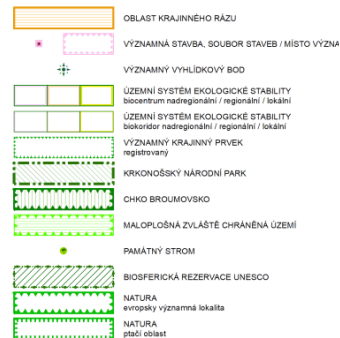 OBLAST KRAJINNÉHO RÁZU
VÝZNAMNÁ STAVBA, SOUBOR STAVEB / MÍSTO VÝZNA
VÝZNAMNÝ VYHLÍDKOVÝ BOD
ÚZEMNÍ SYSTÉM EKOLOGICKÉ STABILITY
biocentrum nadregionální / regionální / lokální
ÚZEMNÍ SYSTÉM EKOLOGICKÉ STABILITY
biokoridor nadregionální / regionální / lokální
VÝZNAMNÝ KRAJINNÝ PRVEK
registrovaný
KRKONOŠSKÝ NÁRODNÍ PARK
CHKO BROUMOVSKO
MALOPLOŠNÁ ZVLÁŠTĚ CHRÁNĚNÁ ÚZEMÍ
PAMÁTNÝ STROM
BIOSFERICKÁ REZERVACE UNESCO
NATURA
evropsky významná lokalita
NATURA
ptačí oblast